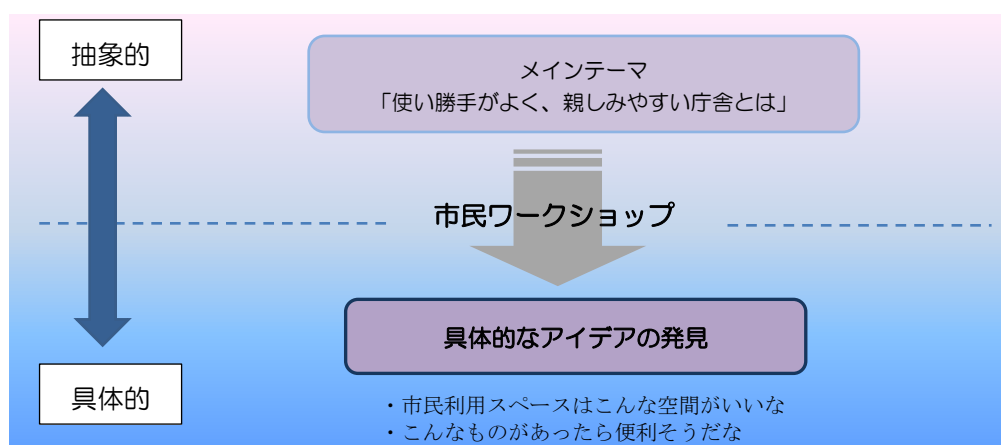 抽象的
メインテーマ
「使い勝手がよく、親しみやすい庁舎とは」
市民ワークショップ
具体的なアイデアの発見
具体的
・市民利用スペースはこんな空間がいいな
・こんなものがあったら便利そうだな